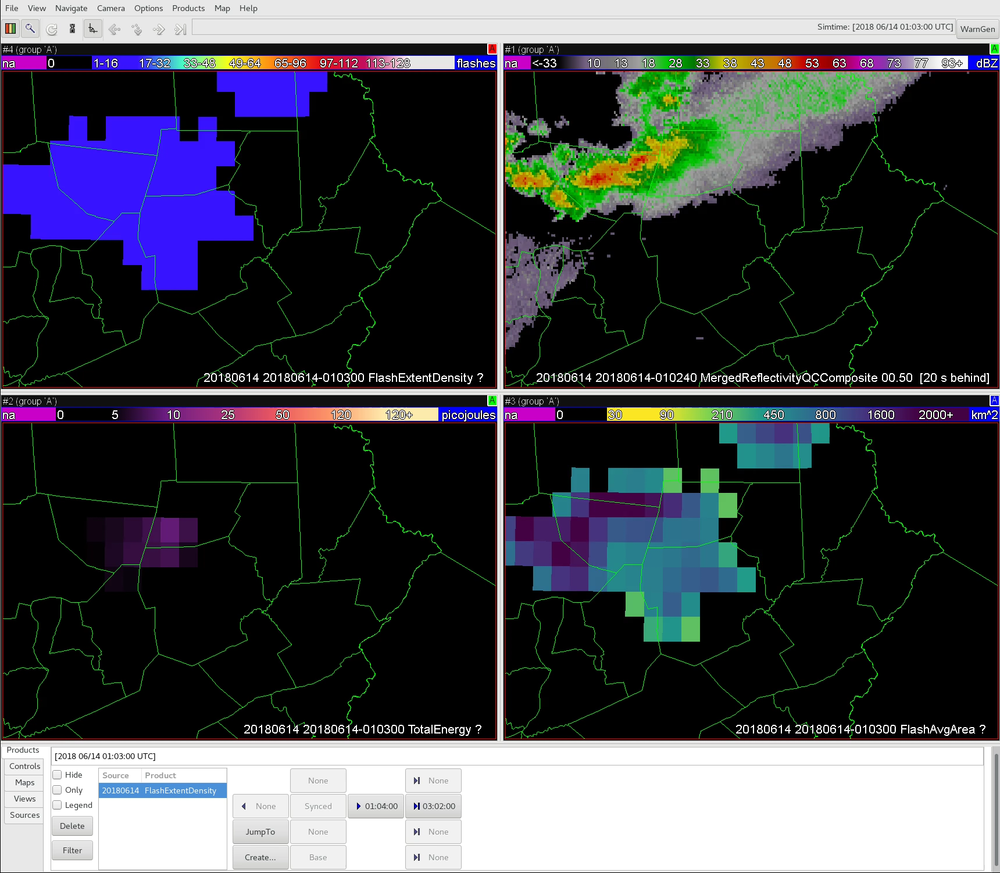 File View Navigate Camera Options Products Map Help
Simtime: [2018 06/14 01:03:00 UTC] WarnGen
#4 (group 'A') A
na 0 1-16 17-32 33-48 49-64 65-96 97-112 113-128 flashes
20180614 20180614-010300 FlashExtentDensity ?
#1 (group 'A') A
na <-33 10 13 18 28 33 38 43 48 53 63 68 73 77 93+ dBZ
20180614 20180614-010240 MergedReflectivityQCComposite 00.50 [20 s behind]
#2 (group 'A') A
na 0 5 10 25 50 120 120+ picojoules
20180614 20180614-010300 TotalEnergy ?
#3 (group 'A') A
na 0 30 90 210 450 800 1600 2000+ km^2
20180614 20180614-010300 FlashAvgArea ?
Products
Controls
Maps
Views
Sources
[2018 06/14 01:03:00 UTC]
Hide
Only
Legend
Delete
Filter
Source Product
20180614 FlashExtentDensity
None None
None Synced 01:04:00 03:02:00
JumpTo None None
Create... Base None